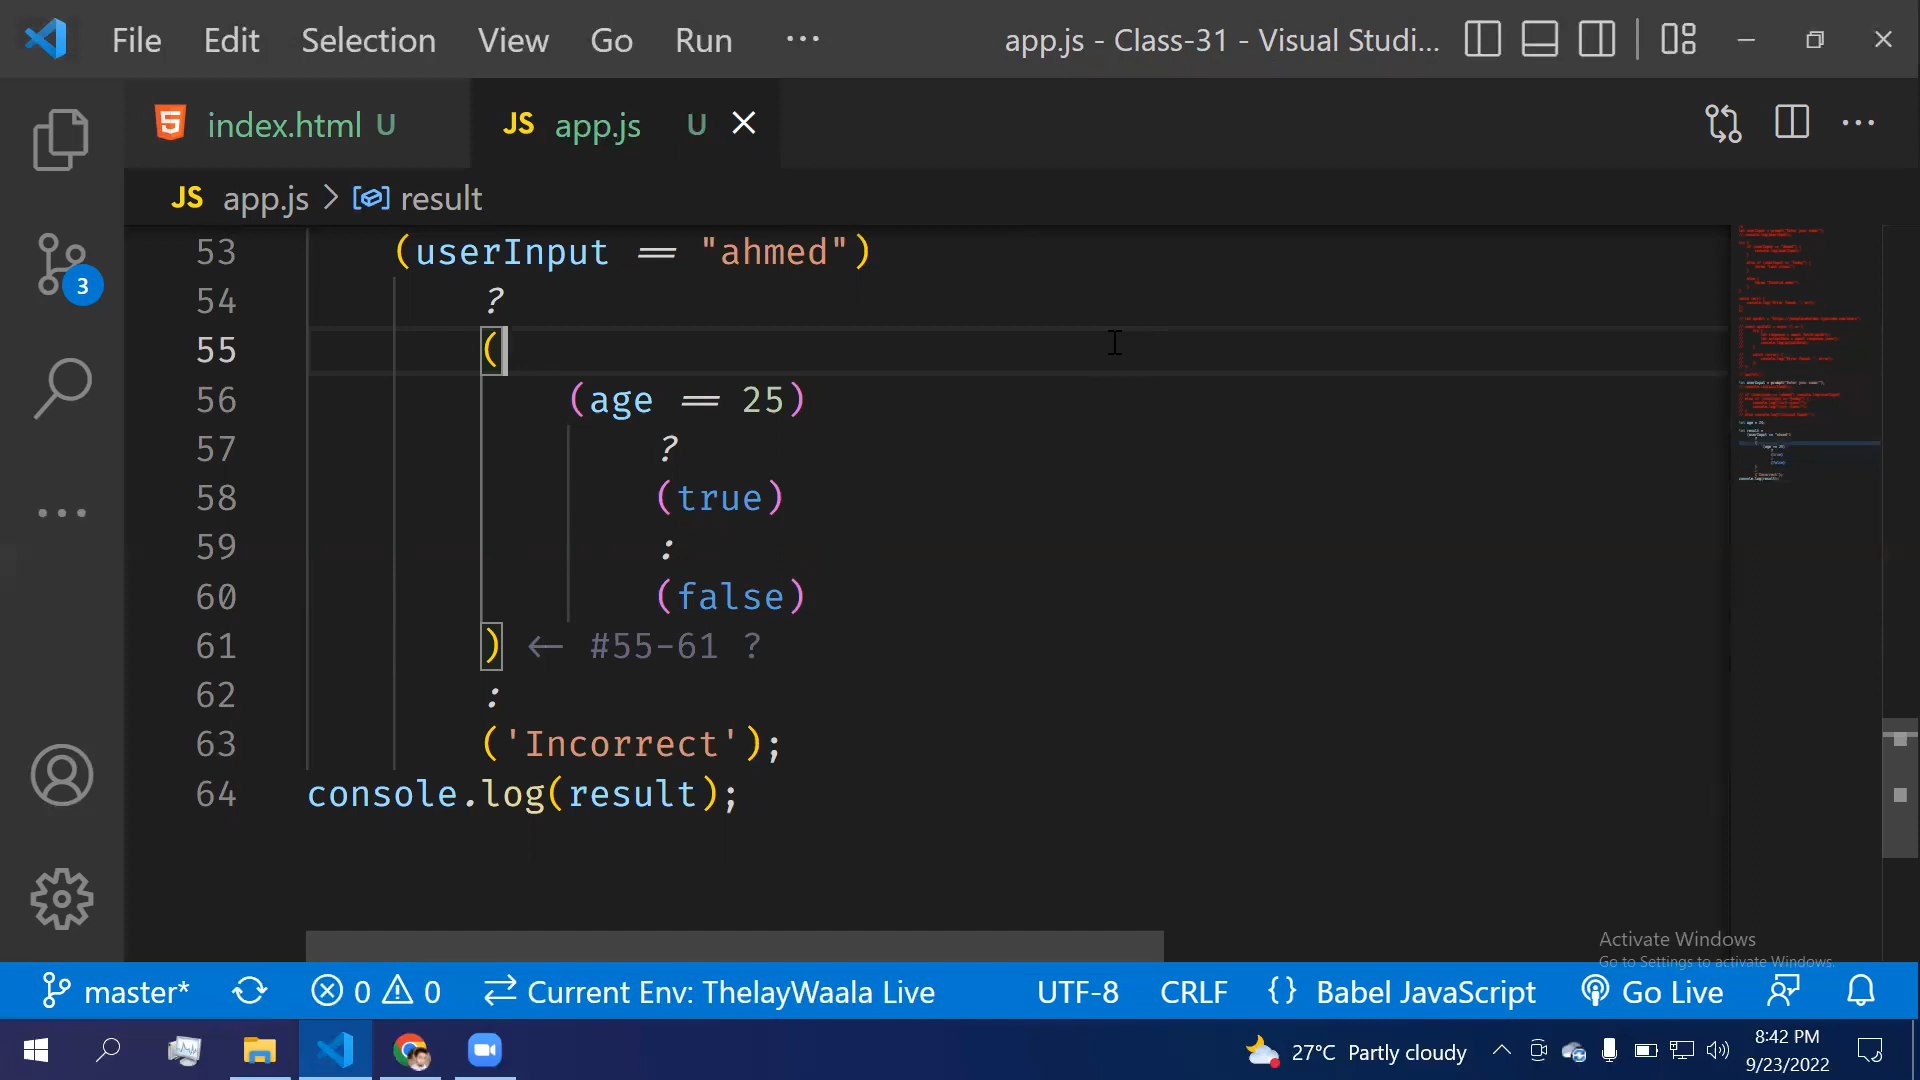 File Edit Selection View Go Run ··· app.js - Class-31 - Visual Studi...
index.html U JS app.js U
JS app.js > result
53 (userInput == "ahmed")
54 ?
55 (
56 (age == 25)
57 ?
58 (true)
59 :
60 (false)
61 ) ← #55-61 ?
62 :
63 ('Incorrect');
64 console.log(result);
3
Activate Windows
Go to Settings to activate Windows.
master* 0 0 Current Env: ThelayWaala Live UTF-8 CRLF {} Babel JavaScript Go Live
27°C Partly cloudy 8:42 PM
9/23/2022